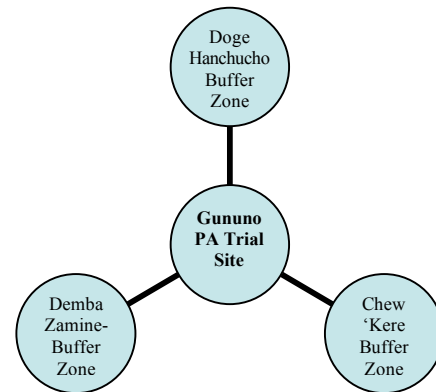 Doge
Hanchucho
Buffer
Zone
Gununo
PA Trial
Site
Demba
Zamine-
Buffer
Zone
Chew
‘Kere
Buffer
Zone